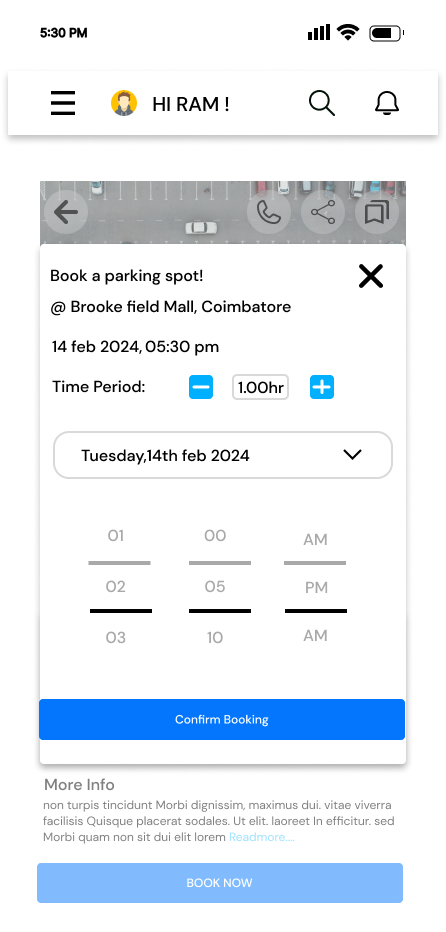 5:30 PM
HI RAM !
Book a parking spot!
@ Brooke field Mall, Coimbatore
14 feb 2024, 05:30 pm
Time Period:
1.00hr
Tuesday,14th feb 2024
01 00 AM
02 05 PM
03 10 AM
Confirm Booking
More Info
non turpis tincidunt Morbi dignissim, maximus dui. vitae viverra
facilisis Quisque placerat sodales. Ut elit. laoreet In efficitur. sed
Morbi quam non sit dui elit lorem Readmore....
BOOK NOW